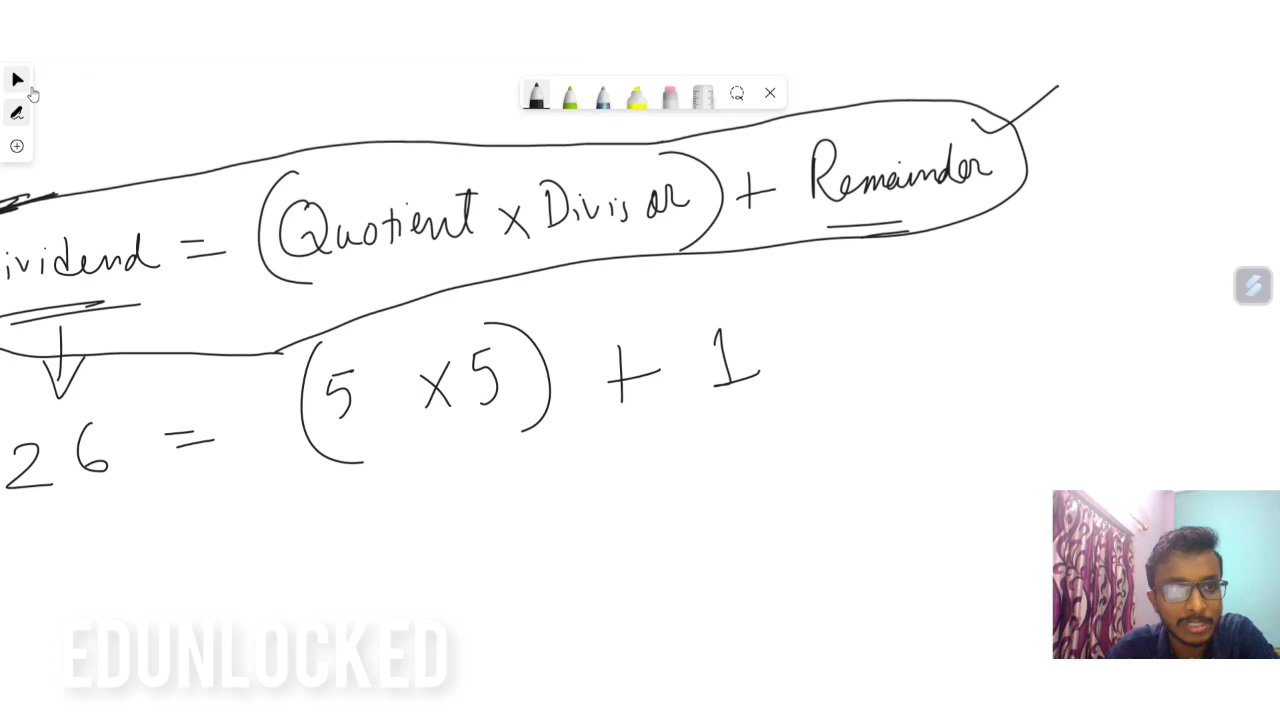 ividend = (Quotient × Divisor) + Remainder
26 = (5 × 5) + 1
EDUNLOCKED